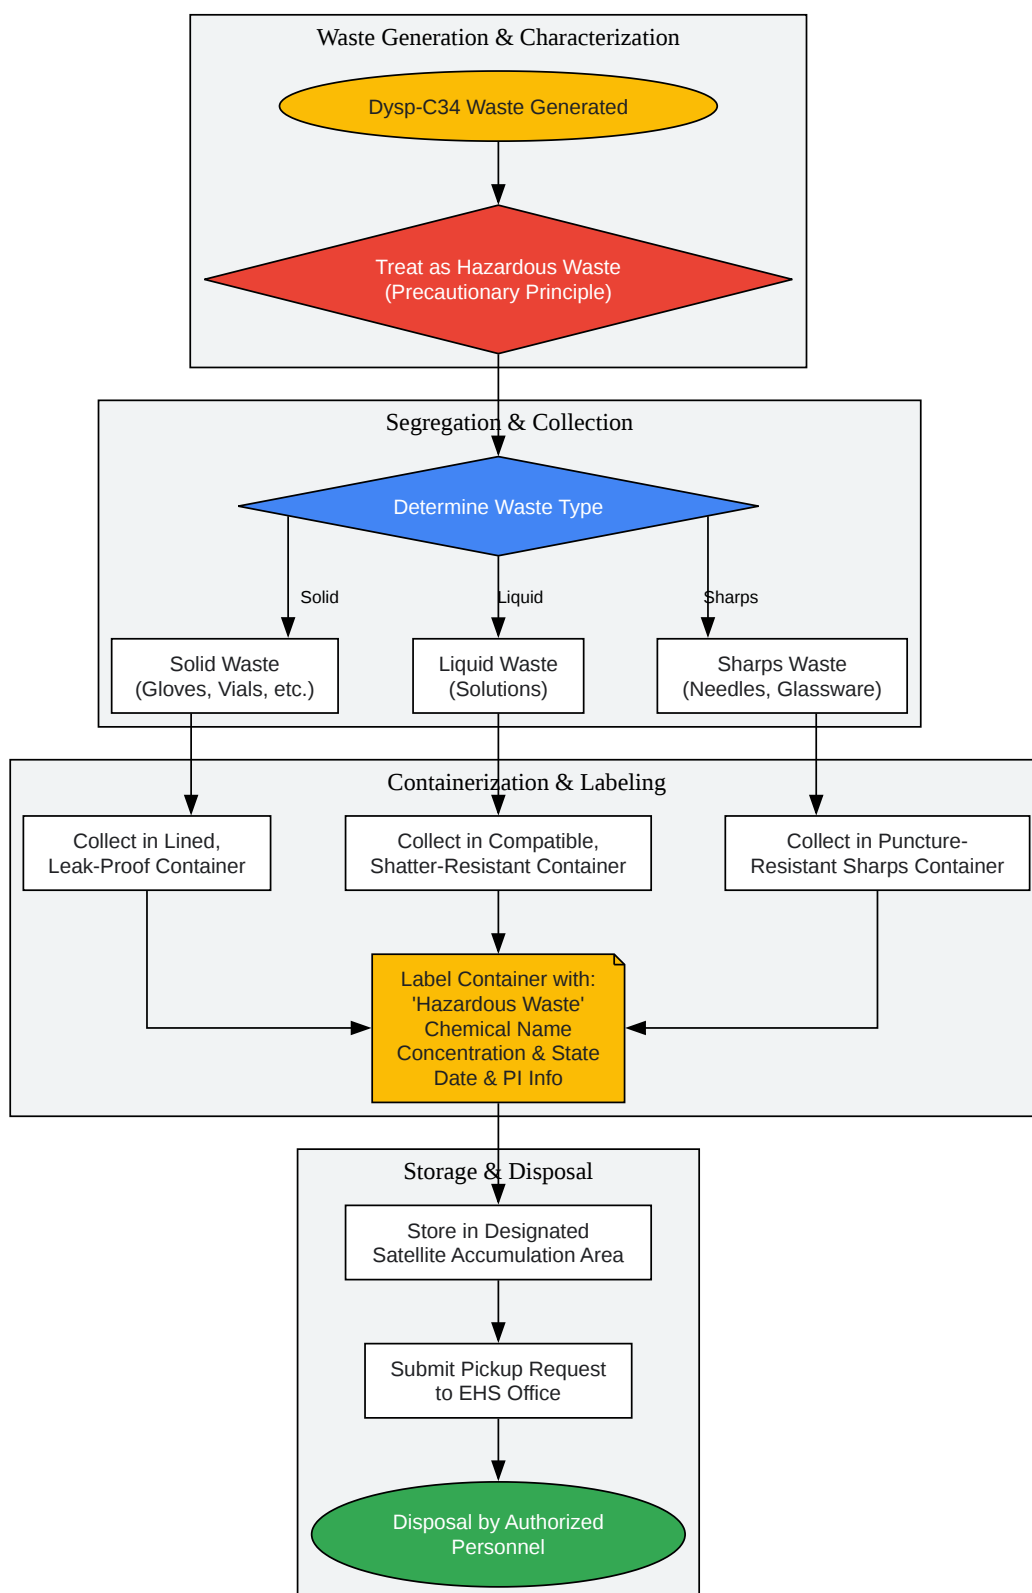 Waste Generation & Characterization
Dysp-C34 Waste Generated
Treat as Hazardous Waste
(Precautionary Principle)
Segregation & Collection
Determine Waste Type
Solid
Liquid
Sharps
Solid Waste
(Gloves, Vials, etc.)
Liquid Waste
(Solutions)
Sharps Waste
(Needles, Glassware)
Containerization & Labeling
Collect in Lined,
Leak-Proof Container
Collect in Compatible,
Shatter-Resistant Container
Collect in Puncture-
Resistant Sharps Container
Label Container with:
'Hazardous Waste'
Chemical Name
Concentration & State
Date & PI Info
Storage & Disposal
Store in Designated
Satellite Accumulation Area
Submit Pickup Request
to EHS Office
Disposal by Authorized
Personnel